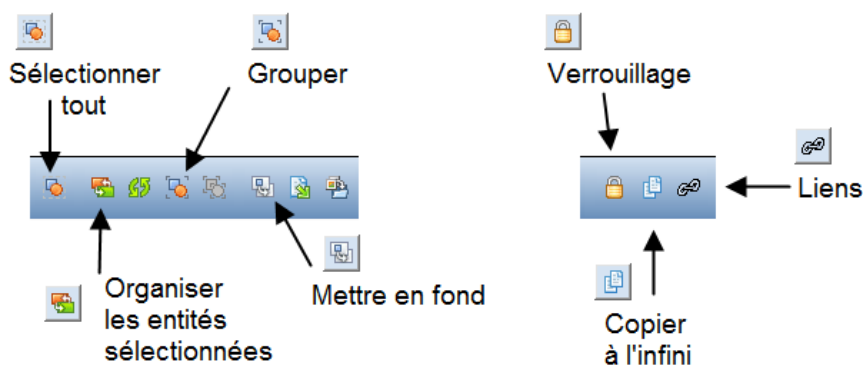 Sélectionner
tout
Grouper
Verrouillage
Liens
Organiser
les entités
sélectionnées
Mettre en fond
Copier
à l'infini